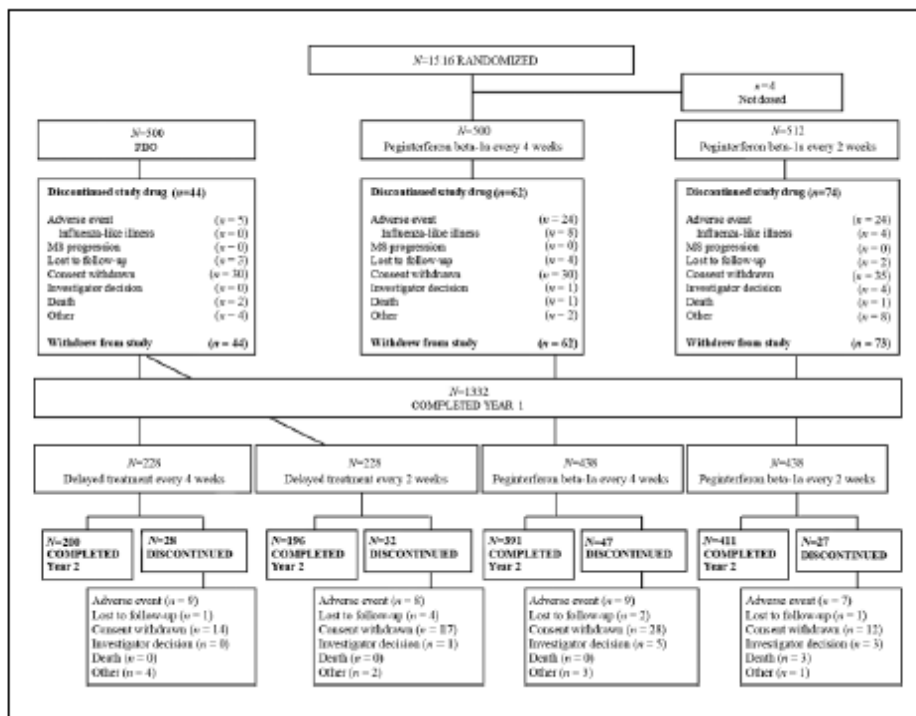 N=1516 RANDOMIZED
n=4
Not dosed
N=500
N=500
Peginterferon beta-1a every 4 weeks
N=512
Peginterferon beta-1a every 2 weeks
Discontinued study drug (n=44)
Adverse event (n = 5)
Influenza-like illness (n = 0)
MS progression (n = 0)
Lost to follow-up (n = 3)
Consent withdrawn (n = 30)
Investigator decision (n = 0)
Death (n = 2)
Other (n = 4)
Withdrew from study (n = 44)
Discontinued study drug (n=62)
Adverse event (n = 24)
Influenza-like illness (n = 8)
MS progression (n = 0)
Lost to follow-up (n = 4)
Consent withdrawn (n = 30)
Investigator decision (n = 1)
Death (n = 1)
Other (n = 2)
Withdrew from study (n = 62)
Discontinued study drug (n=74)
Adverse event (n = 24)
Influenza-like illness (n = 4)
MS progression (n = 0)
Lost to follow-up (n = 2)
Consent withdrawn (n = 35)
Investigator decision (n = 4)
Death (n = 1)
Other (n = 8)
Withdrew from study (n = 73)
N=1332
COMPLETED YEAR 1
N=228
Delayed treatment every 4 weeks
N=228
Delayed treatment every 2 weeks
N=438
Peginterferon beta-1a every 4 weeks
N=438
Peginterferon beta-1a every 2 weeks
N=200
COMPLETED
Year 2
N=28
DISCONTINUED
N=196
COMPLETED
Year 2
N=32
DISCONTINUED
N=391
COMPLETED
Year 2
N=47
DISCONTINUED
N=411
COMPLETED
Year 2
N=27
DISCONTINUED
Adverse event (n = 9)
Lost to follow-up (n = 1)
Consent withdrawn (n = 14)
Investigator decision (n = 0)
Death (n = 0)
Other (n = 4)
Adverse event (n = 8)
Lost to follow-up (n = 4)
Consent withdrawn (n = 17)
Investigator decision (n = 1)
Death (n = 0)
Other (n = 2)
Adverse event (n = 9)
Lost to follow-up (n = 2)
Consent withdrawn (n = 28)
Investigator decision (n = 5)
Death (n = 0)
Other (n = 3)
Adverse event (n = 7)
Lost to follow-up (n = 1)
Consent withdrawn (n = 12)
Investigator decision (n = 3)
Death (n = 3)
Other (n = 1)